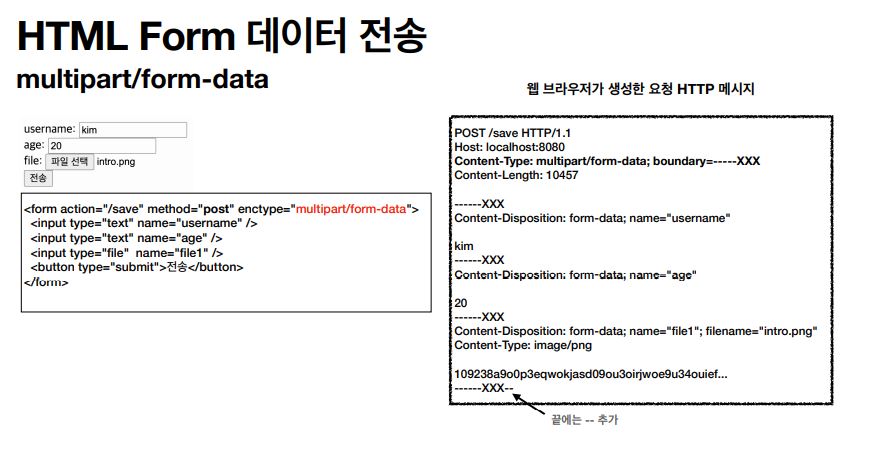 HTML Form 데이터 전송
multipart/form-data
username: kim
age: 20
file: 파일 선택 intro.png
전송
<form action="/save" method="post" enctype="multipart/form-data">
<input type="text" name="username" />
<input type="text" name="age" />
<input type="file" name="file1" />
<button type="submit">전송</button>
</form>
웹 브라우저가 생성한 요청 HTTP 메시지
POST /save HTTP/1.1
Host: localhost:8080
Content-Type: multipart/form-data; boundary=-----XXX
Content-Length: 10457
------XXX
Content-Disposition: form-data; name="username"
kim
------XXX
Content-Disposition: form-data; name="age"
20
------XXX
Content-Disposition: form-data; name="file1"; filename="intro.png"
Content-Type: image/png
109238a9o0p3eqwokjasd09ou3oirjwoe9u34ouief...
------XXX--
끝에는 -- 추가